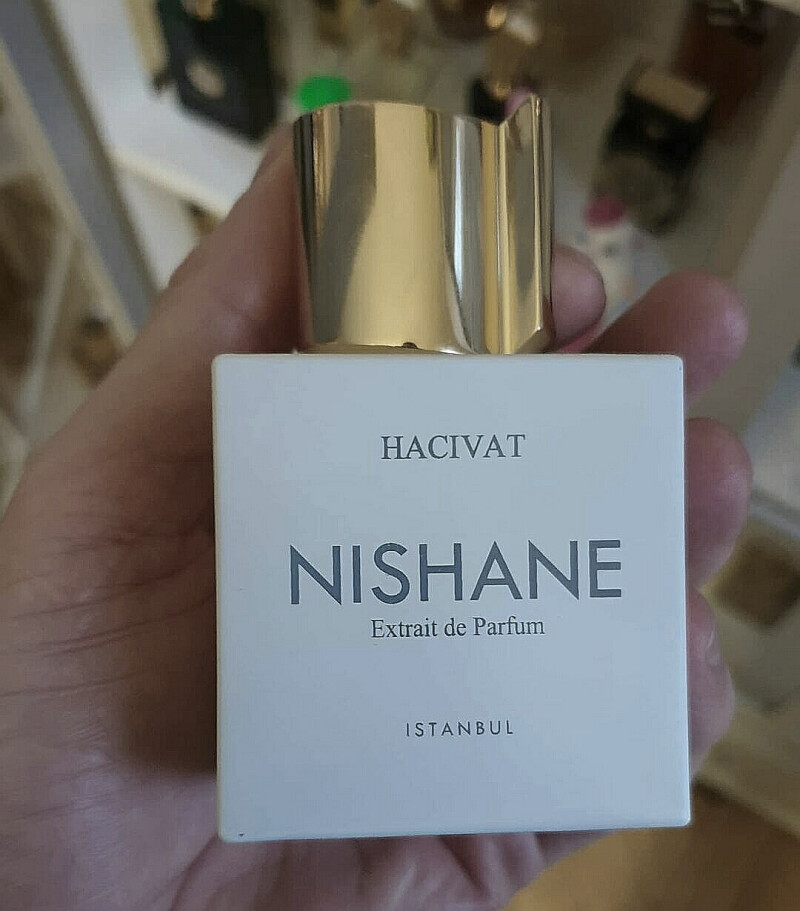 HACIVAT
NISHANE
Extrait de Parfum
ISTANBUL